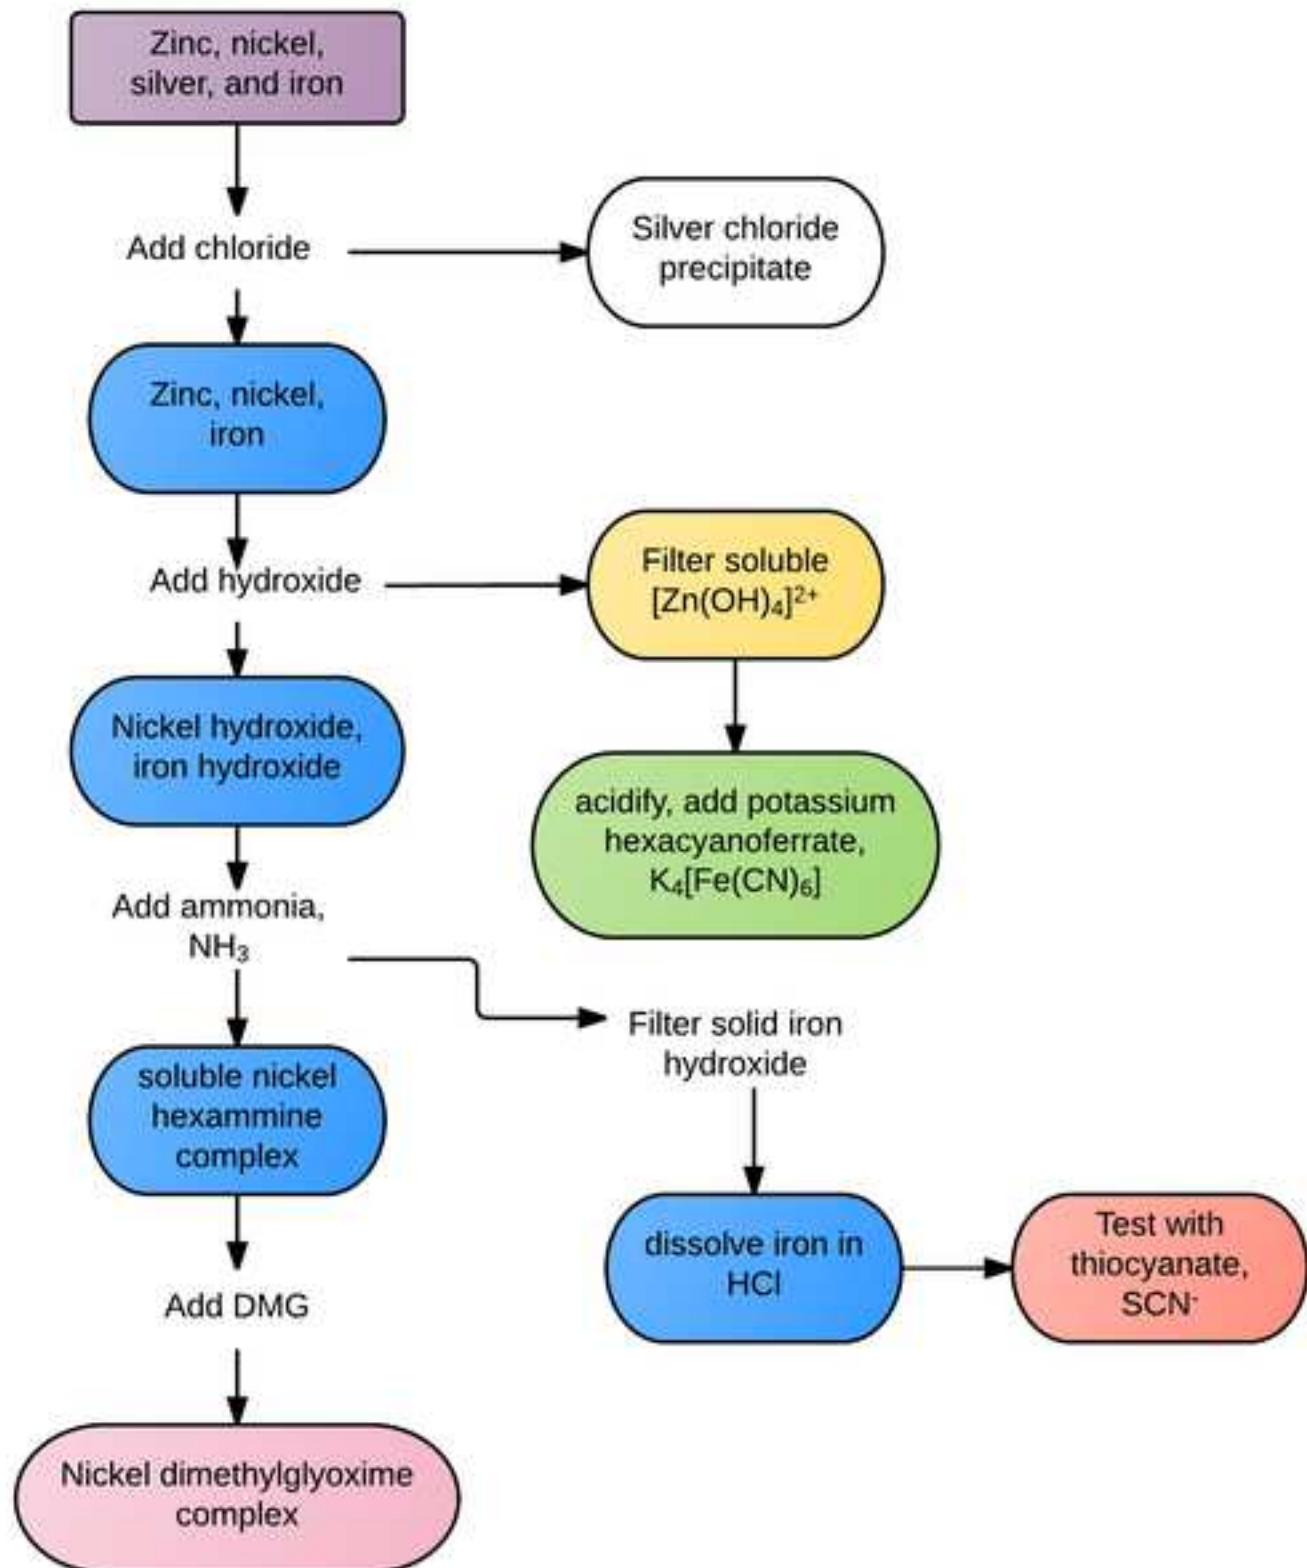 Zinc, nickel,
silver, and iron
Add chloride
Silver chloride
precipitate
Zinc, nickel,
iron
Add hydroxide
Filter soluble
[Zn(OH)₄]²⁺
Nickel hydroxide,
iron hydroxide
acidify, add potassium
hexacyanoferrate,
K₄[Fe(CN)₆]
Add ammonia,
NH₃
Filter solid iron
hydroxide
soluble nickel
hexammine
complex
dissolve iron in
HCl
Test with
thiocyanate,
SCN⁻
Add DMG
Nickel dimethylglyoxime
complex